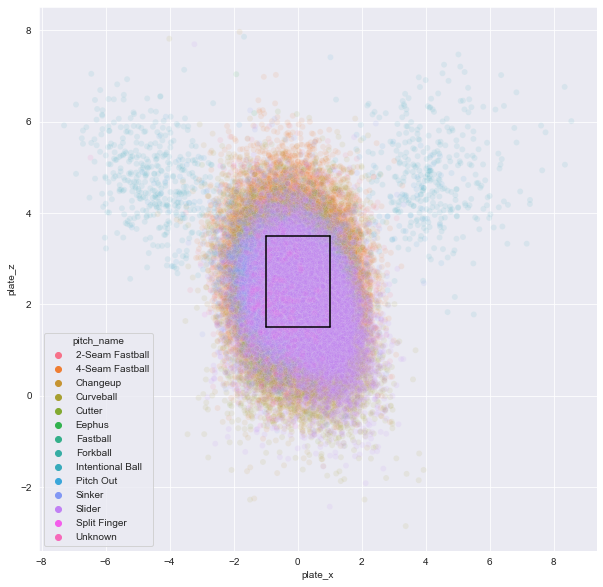 8
6
4
2
0
−2
plate_z
pitch_name
2-Seam Fastball
4-Seam Fastball
Changeup
Curveball
Cutter
Eephus
Fastball
Forkball
Intentional Ball
Pitch Out
Sinker
Slider
Split Finger
Unknown
−8 −6 −4 −2 0 2 4 6 8
plate_x